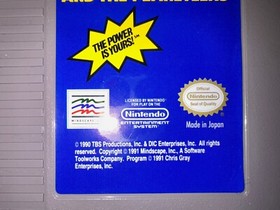 AND THE PLANETEERS
THE POWER
IS YOURS!™
MINDSCAPE
LICENSED BY NINTENDO
FOR PLAY ON THE
Nintendo
ENTERTAINMENT
SYSTEM
Official
Nintendo
Seal of Quality
Made in Japan
© 1990 TBS Productions, Inc. & DIC Enterprises, Inc. All
rights reserved. Copyright © 1991 Mindscape, Inc., A Software
Toolworks Company. Program © 1991 Chris Gray
Enterprises, Inc.